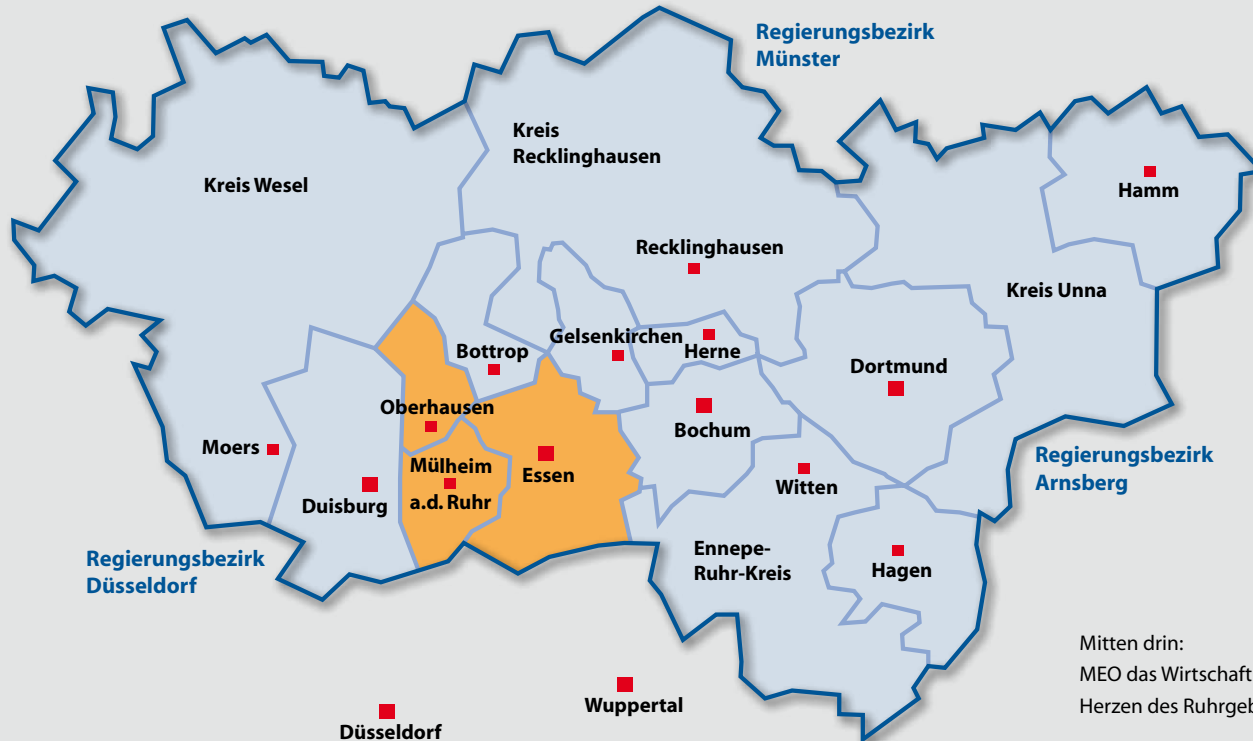 Regierungsbezirk
Münster
Kreis
Recklinghausen
Kreis Wesel
Hamm
Recklinghausen
Kreis Unna
Gelsenkirchen
Herne
Bottrop
Dortmund
Oberhausen
Bochum
Moers
Mülheim
a.d. Ruhr
Essen
Duisburg
Witten
Regierungsbezirk
Arnsberg
Regierungsbezirk
Düsseldorf
Ennepe-
Ruhr-Kreis
Hagen
Mitten drin:
MEO das Wirtschaft
Herzen des Ruhrgeb
Wuppertal
Düsseldorf